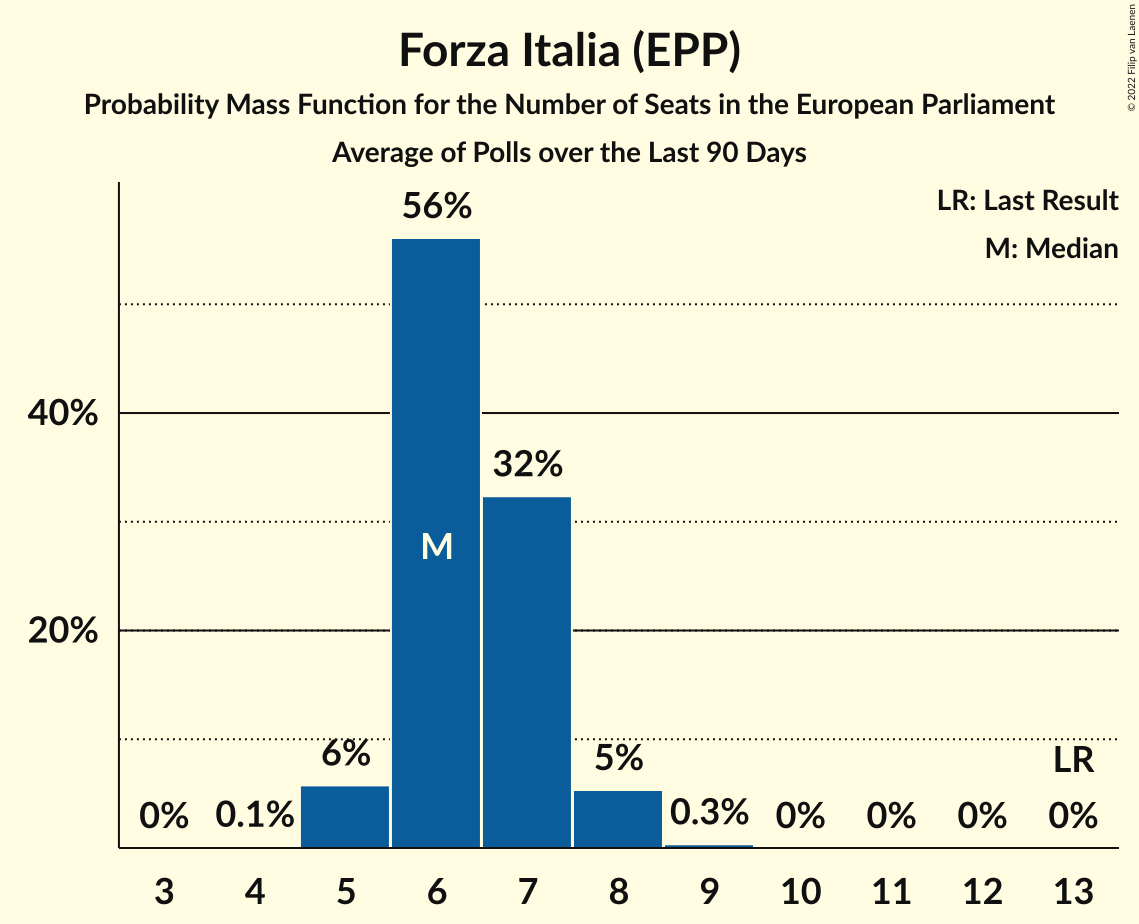 Forza Italia (EPP)
Probability Mass Function for the Number of Seats in the European Parliament
Average of Polls over the Last 90 Days
© 2022 Filip van Laenen
LR: Last Result
M: Median
56%
40%
32%
M
20%
6%
5%
LR
0%
0.1%
0.3%
0%
0%
0%
0%
3 4 5 6 7 8 9 10 11 12 13